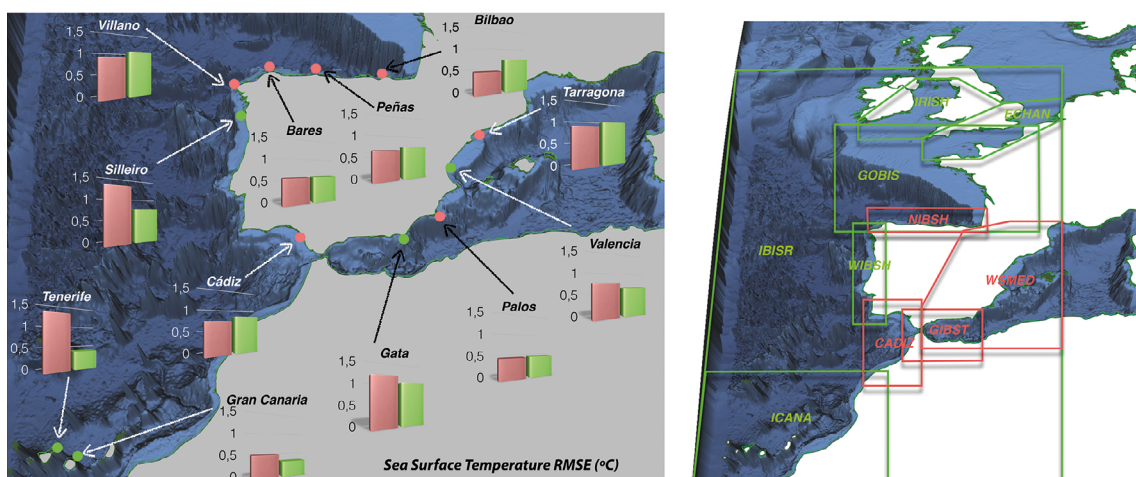 Villano
1,5
1
0,5
0
Bilbao
1,5
1
0,5
0
Bares
1,5
1
0,5
0
Peñas
1,5
1
0,5
0
Tarragona
1,5
1
0,5
0
Silleiro
1,5
1
0,5
0
Cádiz
1,5
1
0,5
0
Valencia
1,5
1
0,5
0
Tenerife
1,5
1
0,5
0
Palos
1,5
1
0,5
0
Gata
1,5
1
0,5
0
Gran Canaria
1,5
1
0,5
0
Sea Surface Temperature RMSE (ºC)
IRISH
ECHAN
GOBIS
NIBSH
IBISR
WIBSH
WSMED
CADIZ
GIBST
ICANA